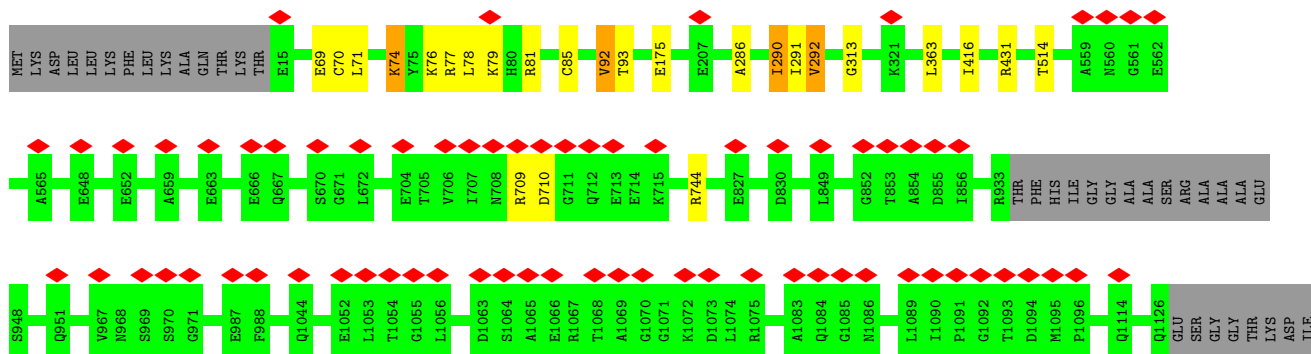 MET LYS ASP LEU LEU LYS PHE LEU LYS ALA GLN THR LYS THR E15 E69 C70 L71 K74 Y75 K76 R77 L78 K79 H80 R81 C85 V92 T93 E175 E207 A286 I290 I291 V292 G313 K321 L363 I416 R431 T514 A559 N560 G561 E562
A565 E648 E652 A659 E663 E666 Q667 S670 G671 L672 E704 T705 V706 I707 N708 R709 D710 G711 Q712 E713 E714 K715 R744 E827 D830 L849 G852 T853 A854 D855 I856 R933 THR PHE HIS ILE GLY GLY ALA ALA SER ARG ALA ALA ALA GLU
S948 Q951 V967 N968 S969 S970 G971 E987 F988 Q1044 E1052 L1053 T1054 G1055 L1056 D1063 S1064 A1065 E1066 R1067 T1068 A1069 G1070 G1071 K1072 D1073 L1074 R1075 A1083 Q1084 G1085 N1086 L1089 I1090 P1091 G1092 T1093 D1094 M1095 P1096 Q1114 Q1126 GLU SER GLY GLY THR LYS ASP ILE